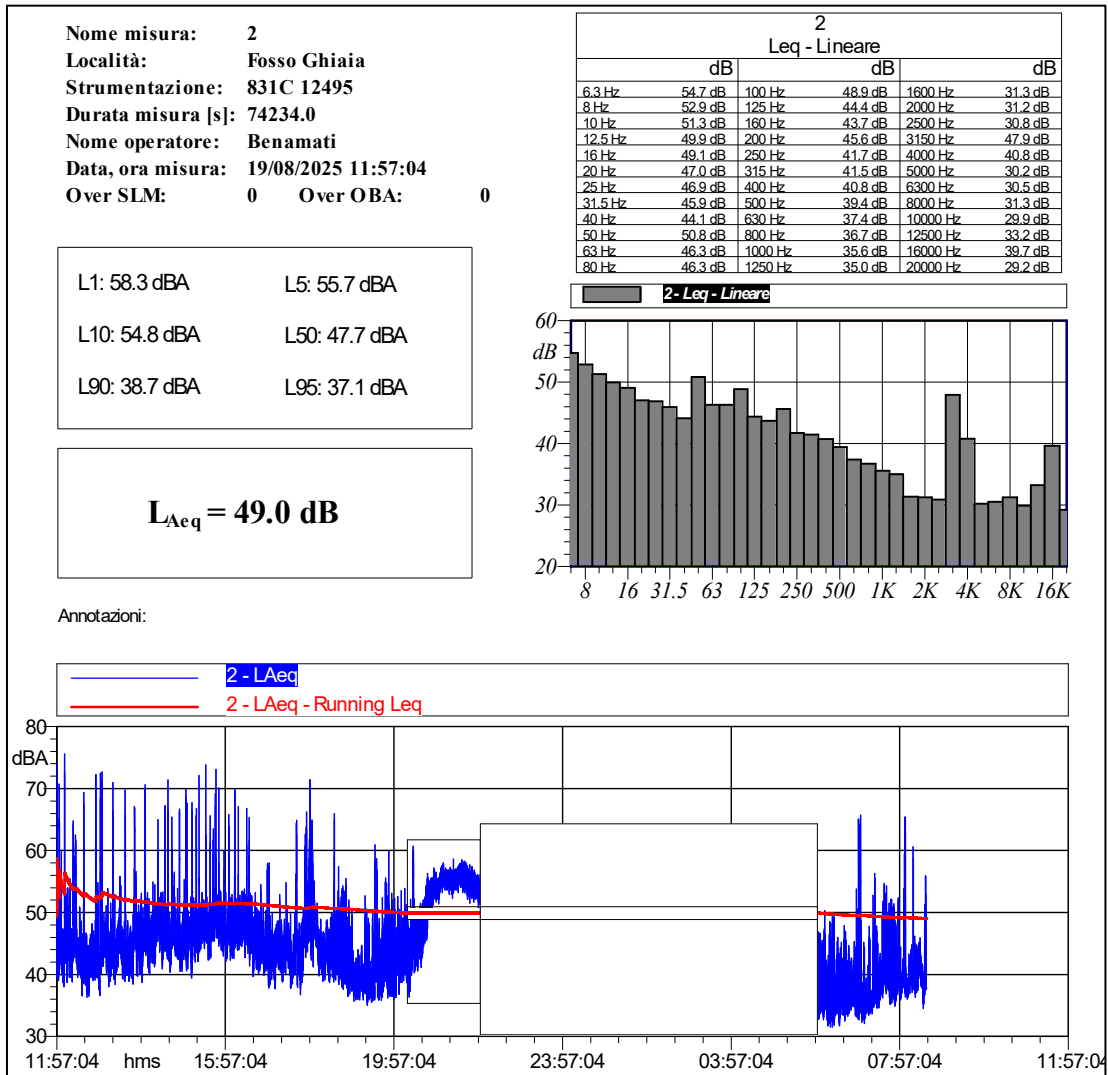 Nome misura: 2
Località: Fosso Ghiaia
Strumentazione: 831C 12495
Durata misura [s]: 74234.0
Nome operatore: Benamati
Data, ora misura: 19/08/2025 11:57:04
Over SLM: 0 Over OBA: 0
2
Leq - Lineare
dB dB dB
6.3 Hz 54.7 dB 100 Hz 48.9 dB 1600 Hz 31.3 dB
8 Hz 52.9 dB 125 Hz 44.4 dB 2000 Hz 31.2 dB
10 Hz 51.3 dB 160 Hz 43.7 dB 2500 Hz 30.8 dB
12.5 Hz 49.9 dB 200 Hz 45.6 dB 3150 Hz 47.9 dB
16 Hz 49.1 dB 250 Hz 41.7 dB 4000 Hz 40.8 dB
20 Hz 47.0 dB 315 Hz 41.5 dB 5000 Hz 30.2 dB
25 Hz 46.9 dB 400 Hz 40.8 dB 6300 Hz 30.5 dB
31.5 Hz 45.9 dB 500 Hz 39.4 dB 8000 Hz 31.3 dB
40 Hz 44.1 dB 630 Hz 37.4 dB 10000 Hz 29.9 dB
50 Hz 50.8 dB 800 Hz 36.7 dB 12500 Hz 33.2 dB
63 Hz 46.3 dB 1000 Hz 35.6 dB 16000 Hz 39.7 dB
80 Hz 46.3 dB 1250 Hz 35.0 dB 20000 Hz 29.2 dB
L1: 58.3 dBA L5: 55.7 dBA
L10: 54.8 dBA L50: 47.7 dBA
L90: 38.7 dBA L95: 37.1 dBA
2 - Leq - Lineare
60
dB
50
40
30
20
8 16 31.5 63 125 250 500 1K 2K 4K 8K 16K
LAeq = 49.0 dB
Annotazioni:
2 - LAeq
2 - LAeq - Running Leq
80
dBA
70
60
50
40
30
11:57:04 hms 15:57:04 19:57:04 23:57:04 03:57:04 07:57:04 11:57:04